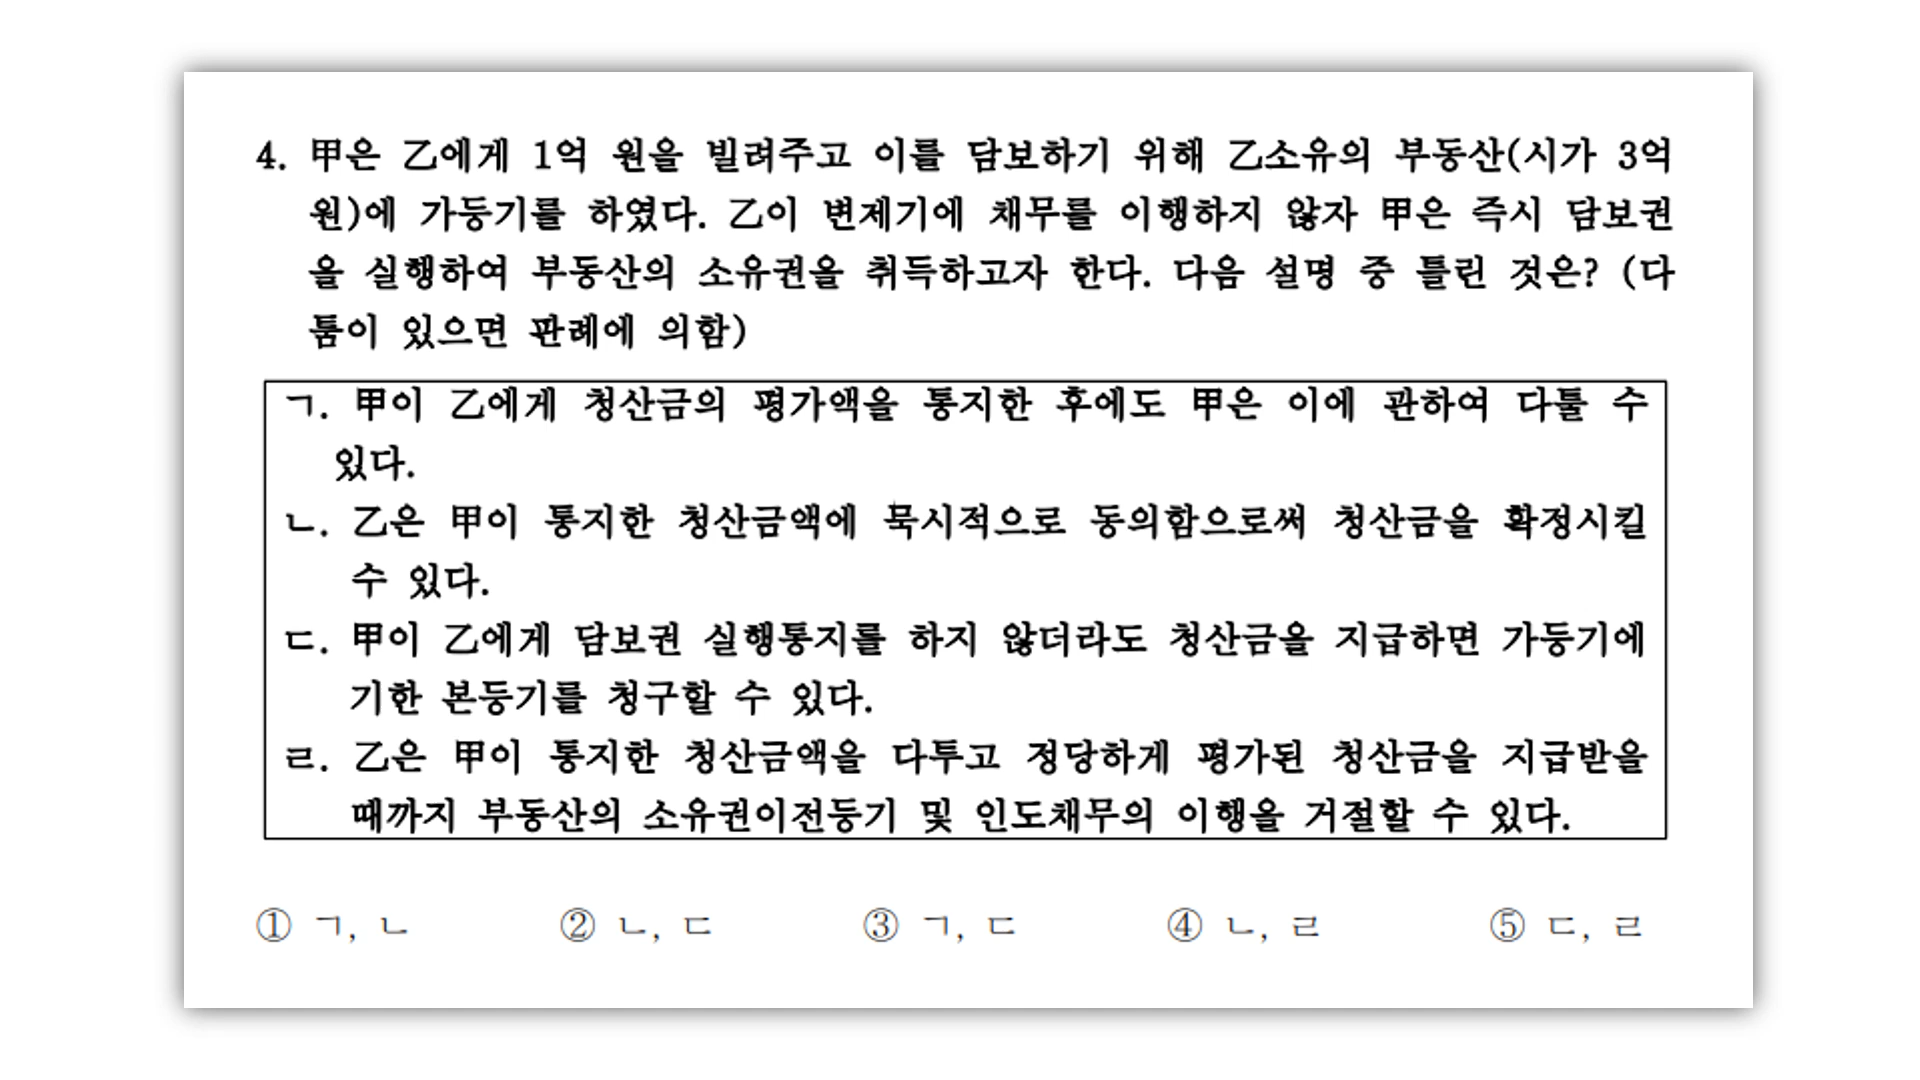 4. 甲은 乙에게 1억 원을 빌려주고 이를 담보하기 위해 乙소유의 부동산(시가 3억
원)에 가등기를 하였다. 乙이 변제기에 채무를 이행하지 않자 甲은 즉시 담보권
을 실행하여 부동산의 소유권을 취득하고자 한다. 다음 설명 중 틀린 것은? (다
툼이 있으면 판례에 의함)
ㄱ. 甲이 乙에게 청산금의 평가액을 통지한 후에도 甲은 이에 관하여 다툴 수
있다.
ㄴ. 乙은 甲이 통지한 청산금액에 묵시적으로 동의함으로써 청산금을 확정시킬
수 있다.
ㄷ. 甲이 乙에게 담보권 실행통지를 하지 않더라도 청산금을 지급하면 가등기에
기한 본등기를 청구할 수 있다.
ㄹ. 乙은 甲이 통지한 청산금액을 다투고 정당하게 평가된 청산금을 지급받을
때까지 부동산의 소유권이전등기 및 인도채무의 이행을 거절할 수 있다.
① ㄱ, ㄴ ② ㄴ, ㄷ ③ ㄱ, ㄷ ④ ㄴ, ㄹ ⑤ ㄷ, ㄹ